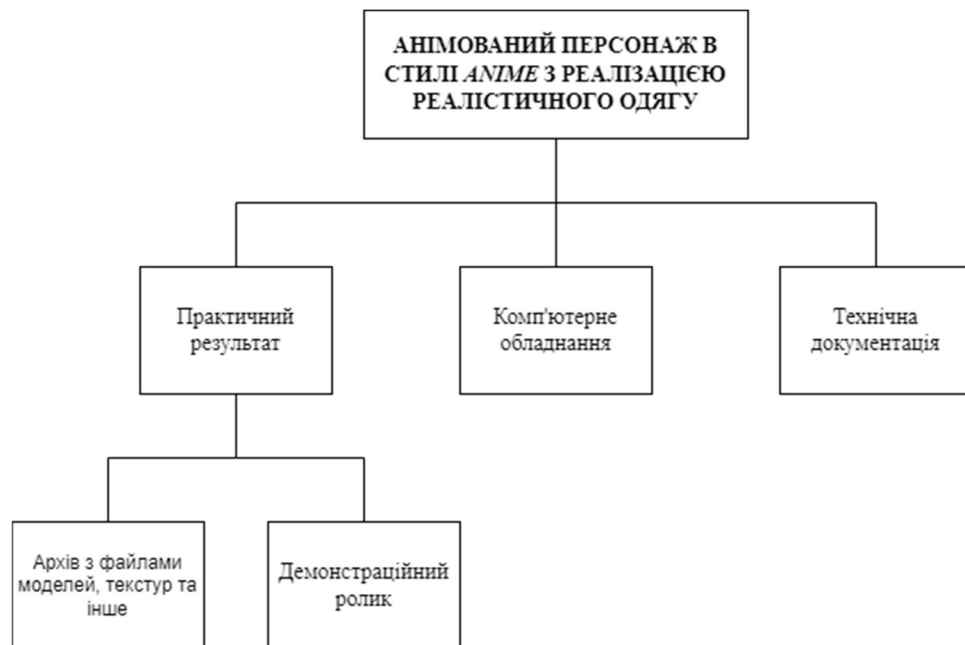 АНІМОВАНИЙ ПЕРСОНАЖ В
СТИЛІ ANIME З РЕАЛІЗАЦІЄЮ
РЕАЛІСТИЧНОГО ОДЯГУ
Практичний
результат
Комп'ютерне
обладнання
Технічна
документація
Архів з файлами
моделей, текстур та
інше
Демонстраційний
ролик